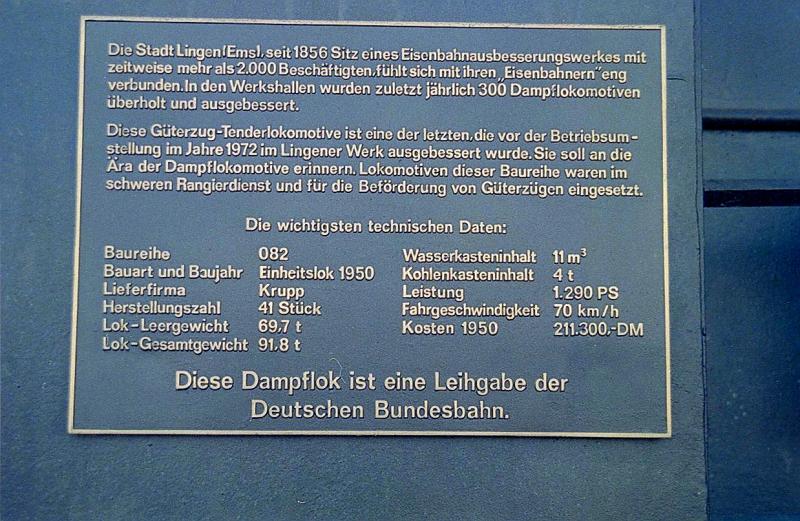 Die Stadt Lingen (Ems), seit 1856 Sitz eines Eisenbahnausbesserungswerkes mit
zeitweise mehr als 2.000 Beschäftigten, fühlt sich mit ihren „Eisenbahnern" eng
verbunden. In den Werkshallen wurden zuletzt jährlich 300 Dampflokomotiven
überholt und ausgebessert.
Diese Güterzug-Tenderlokomotive ist eine der letzten, die vor der Betriebsum-
stellung im Jahre 1972 im Lingener Werk ausgebessert wurde. Sie soll an die
Ära der Dampflokomotive erinnern. Lokomotiven dieser Baureihe waren im
schweren Rangierdienst und für die Beförderung von Güterzügen eingesetzt.
Die wichtigsten technischen Daten:
Baureihe 082 Wasserkasteninhalt 11 m³
Bauart und Baujahr Einheitslok 1950 Kohlenkasteninhalt 4 t
Lieferfirma Krupp Leistung 1.290 PS
Herstellungszahl 41 Stück Fahrgeschwindigkeit 70 km/h
Lok-Leergewicht 69,7 t Kosten 1950 211.300,-DM
Lok-Gesamtgewicht 91,8 t
Diese Dampflok ist eine Leihgabe der
Deutschen Bundesbahn.